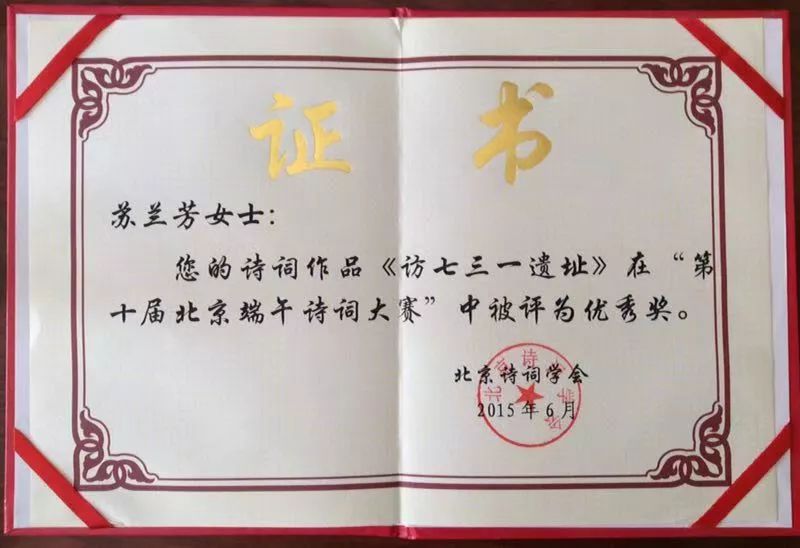 证书
苏兰芳女士:
您的诗词作品《访七三一遗址》在“第
十届北京端午诗词大赛”中被评为优秀奖。
北京诗词学会
2015年6月